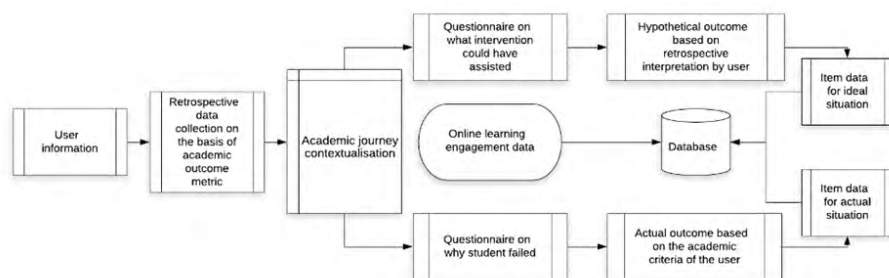 User
information
Retrospective
data
collection on
the basis of
academic
outcome
metric
Academic journey
contextualisation
Questionnaire on
what intervention
could have
assisted
Hypothetical outcome
based on
retrospective
interpretation by user
Item data
for ideal
situation
Online learning
engagement data
Database
Item data
for actual
situation
Questionnaire on
why student failed
Actual outcome based
on the academic
criteria of the user